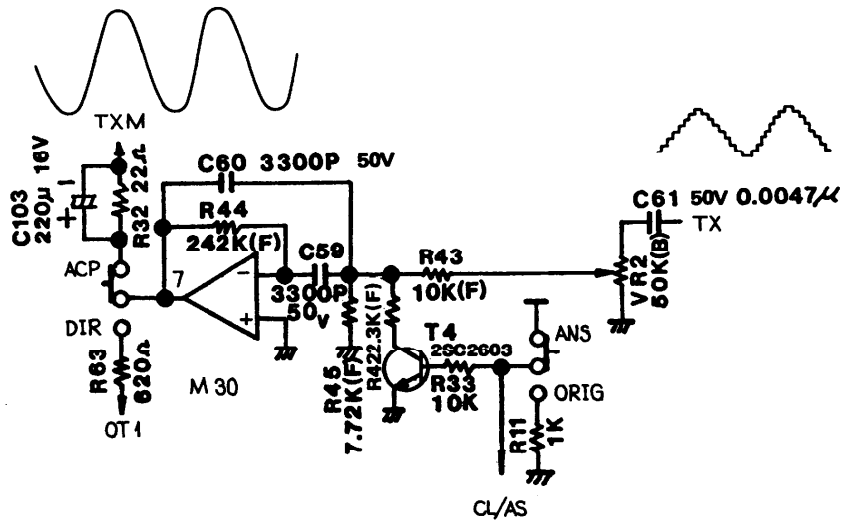 TXM
C60 3300P 50V
C103
220μ 16V
R32 22Ω
+
−
R44
242K(F)
C59
3300P
50V
C61 50V 0.0047μ
TX
R43
10K(F)
VR2
50K(B)
ACP
7
−
+
DIR
R63
620Ω
M30
OT1
R45
7.72K(F)
R42 2.3K(F)
T4
2SC2603
R33
10K
ANS
ORIG
R11
1K
CL/AS